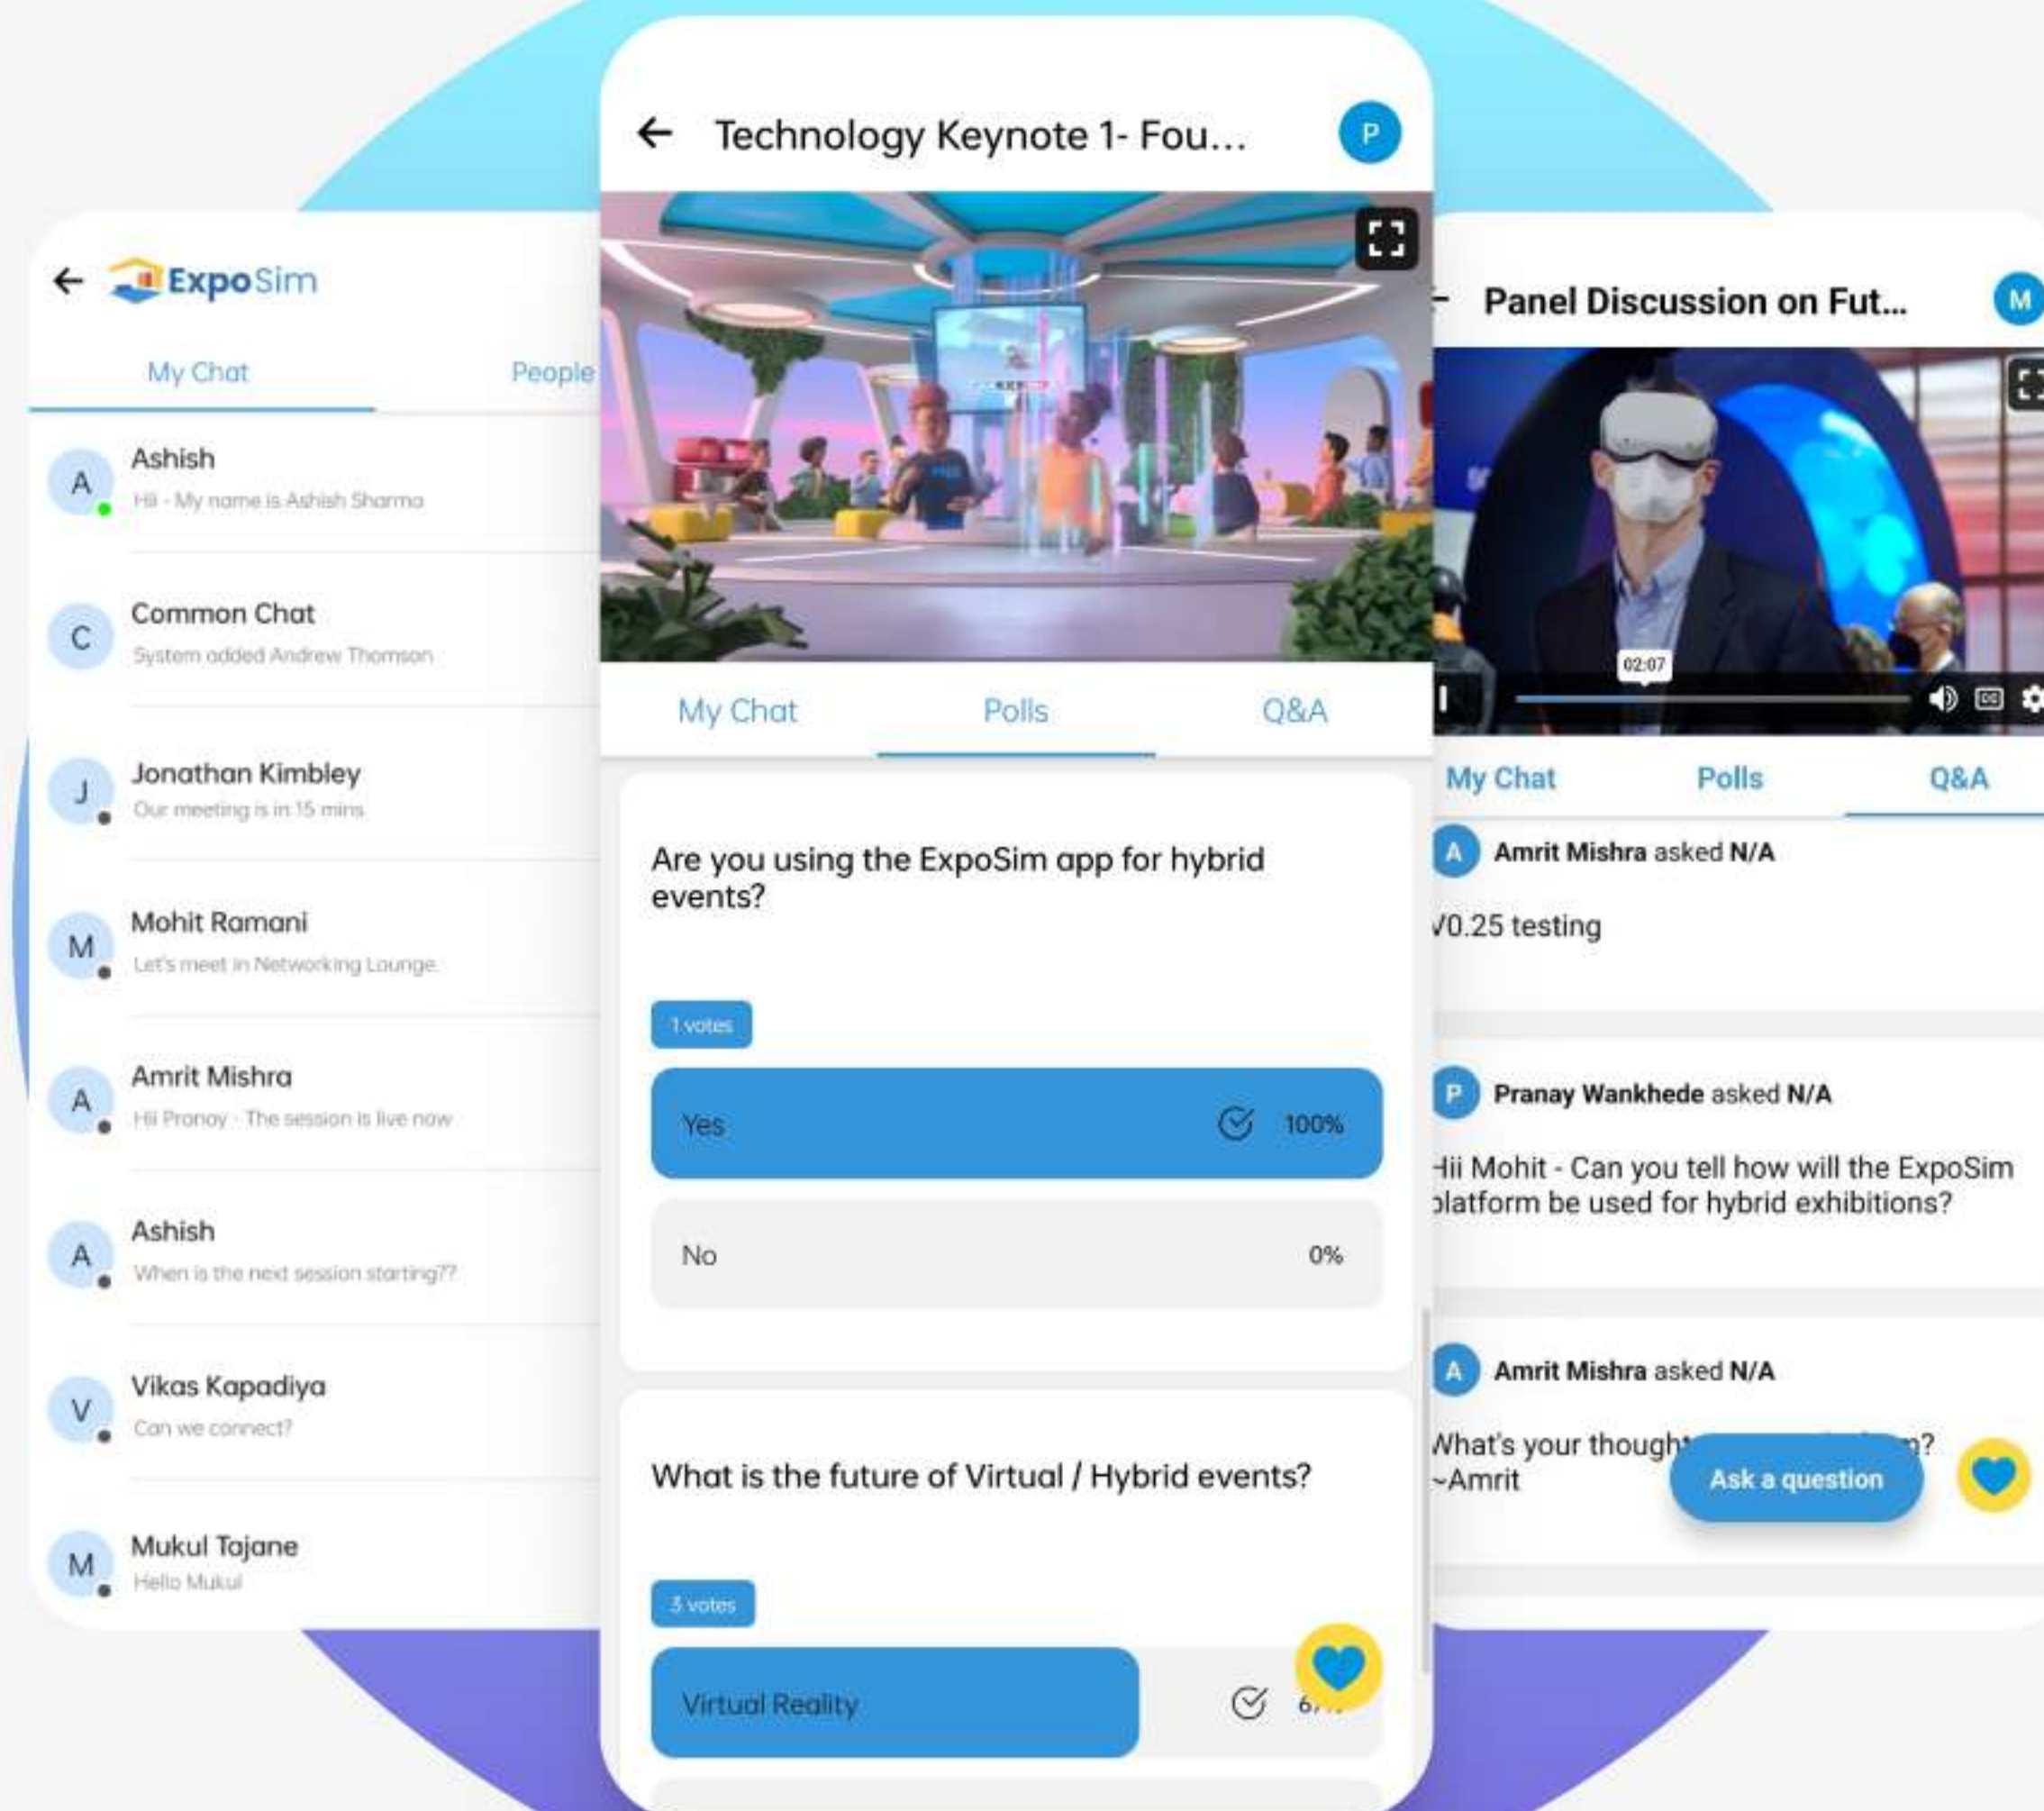 ExpoSim
My Chat
People
A
Ashish
Hii - My name is Ashish Sharma
C
Common Chat
System added Andrew Thomson
J
Jonathan Kimbley
Our meeting is in 15 mins
M
Mohit Ramani
Let's meet in Networking Lounge.
A
Amrit Mishra
Hii Pranay - The session is live now
A
Ashish
When is the next session starting??
V
Vikas Kapadiya
Can we connect?
M
Mukul Tajane
Hello Mukul
Technology Keynote 1- Fou...
P
My Chat
Polls
Q&A
Are you using the ExpoSim app for hybrid
events?
1 votes
Yes
100%
No
0%
What is the future of Virtual / Hybrid events?
3 votes
Virtual Reality
Panel Discussion on Fut...
M
02:07
CC
My Chat
Polls
Q&A
A
Amrit Mishra asked N/A
V0.25 testing
P
Pranay Wankhede asked N/A
Hii Mohit - Can you tell how will the ExpoSim
platform be used for hybrid exhibitions?
A
Amrit Mishra asked N/A
What's your
~Amrit
Ask a question